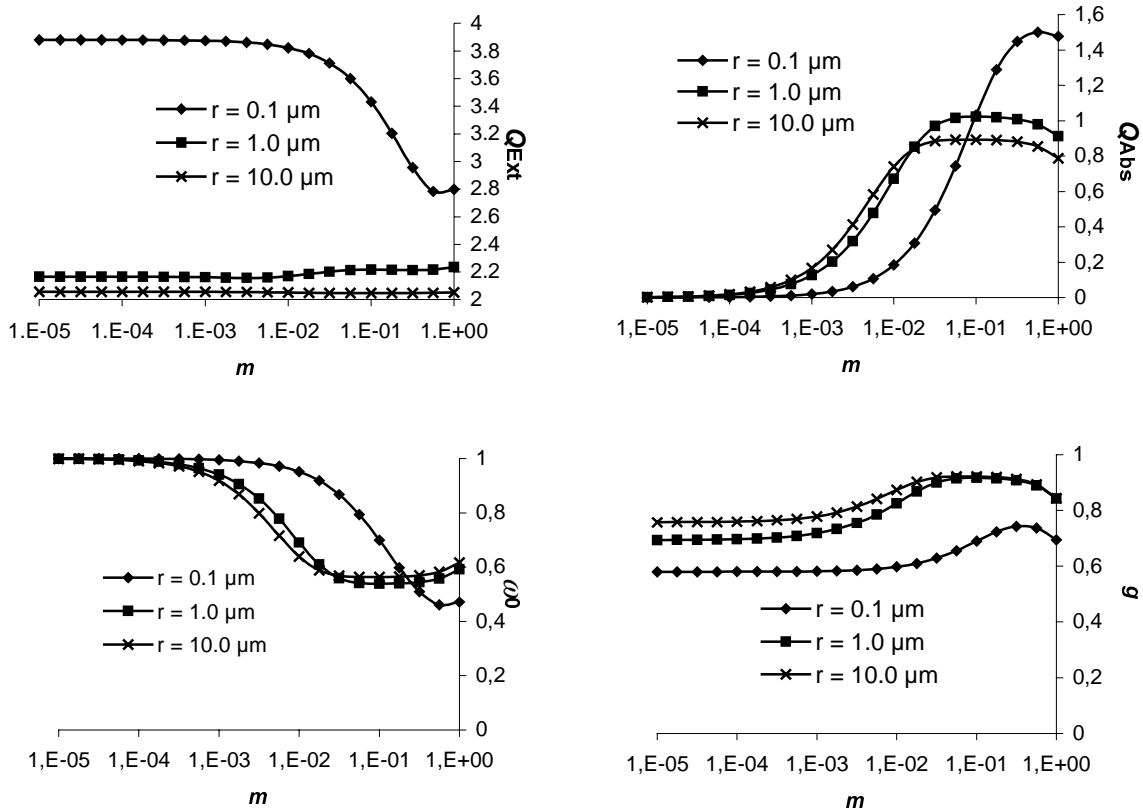 4
3.8
3.6
3.4
3.2
3
2.8
2.6
2.4
2.2
2
QExt
r = 0.1 µm
r = 1.0 µm
r = 10.0 µm
1.E-05 1.E-03 1.E-01
m
1,6
1,4
1,2
1
0,8
0,6
0,4
0,2
0
QAbs
r = 0.1 µm
r = 1.0 µm
r = 10.0 µm
1,E-05 1,E-04 1,E-03 1,E-02 1,E-01 1,E+00
m
1
0,8
0,6
0,4
0,2
0
ω0
r = 0.1 µm
r = 1.0 µm
r = 10.0 µm
1,E-05 1,E-04 1,E-03 1,E-02 1,E-01 1,E+00
m
1
0,8
0,6
0,4
0,2
0
g
r = 0.1 µm
r = 1.0 µm
r = 10.0 µm
1,E-05 1,E-04 1,E-03 1,E-02 1,E-01 1,E+00
m